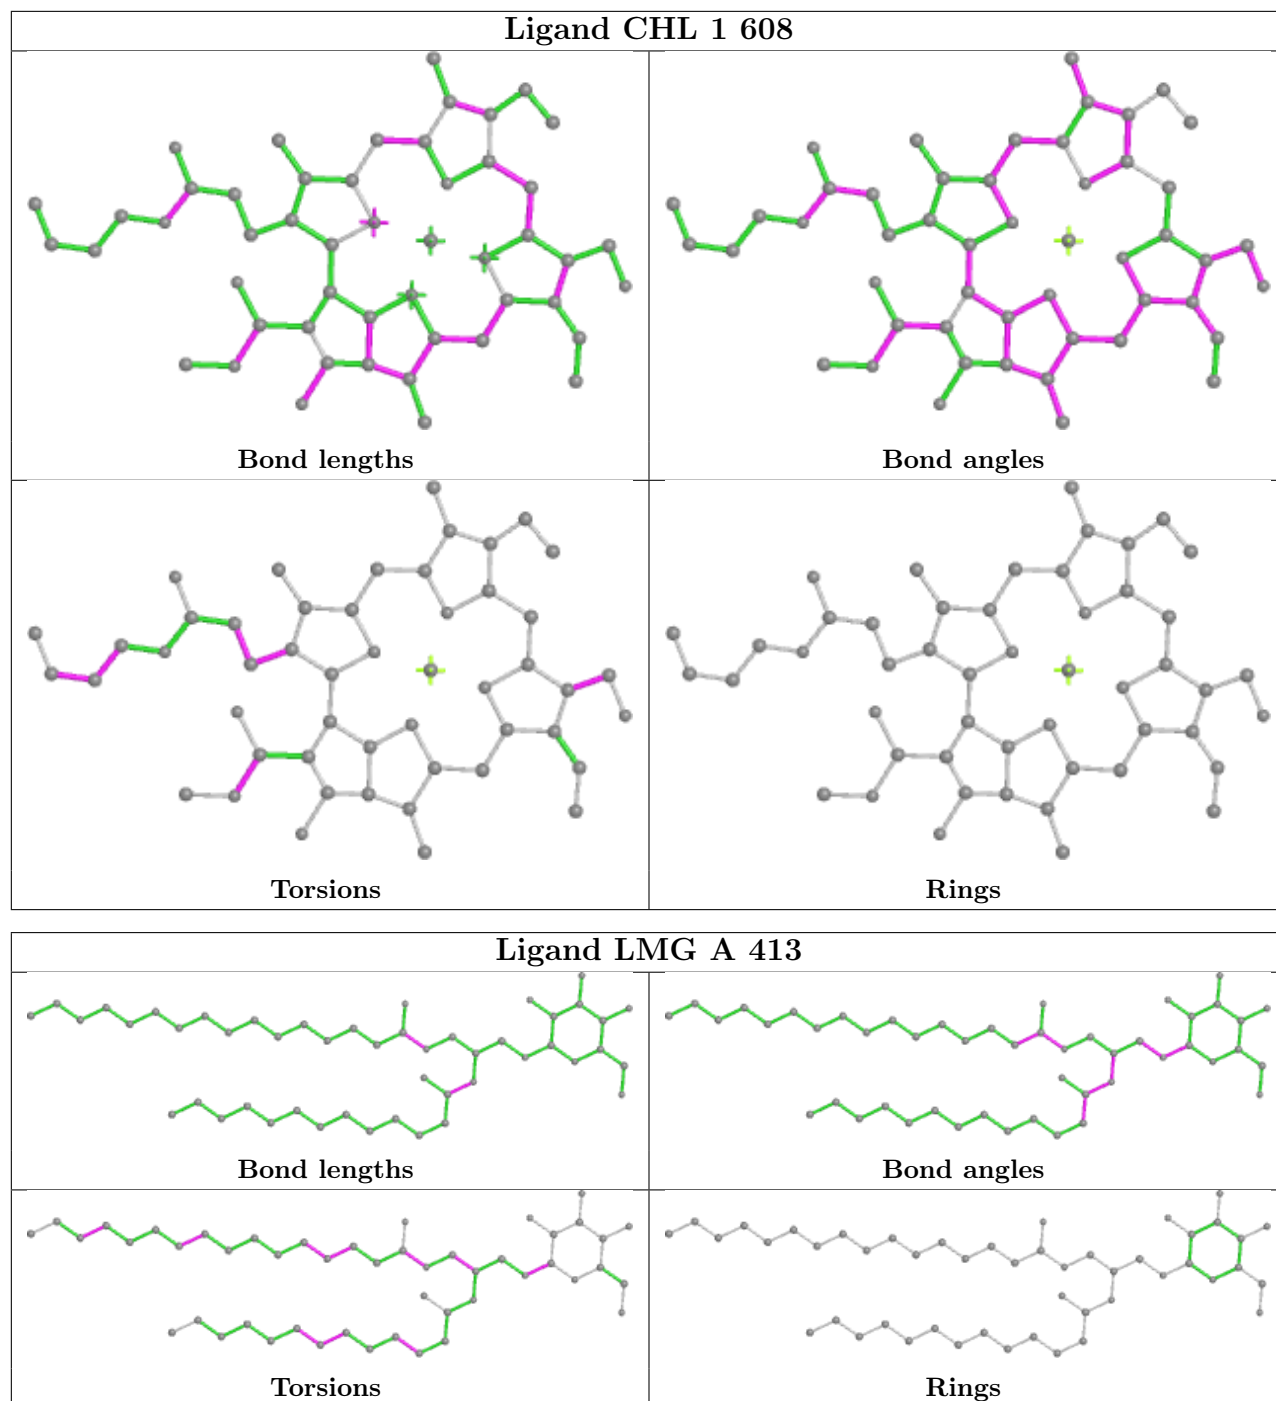 Ligand CHL 1 608
Bond lengths
Bond angles
Torsions
Rings
Ligand LMG A 413
Bond lengths
Bond angles
Torsions
Rings